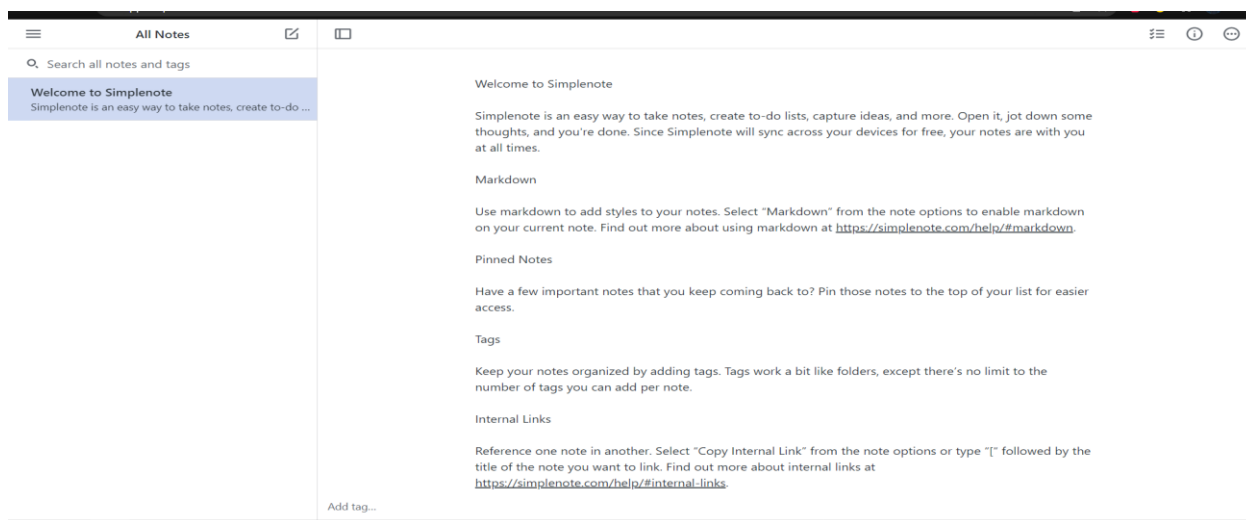 All Notes
Search all notes and tags
Welcome to Simplenote
Simplenote is an easy way to take notes, create to-do ...
Welcome to Simplenote
Simplenote is an easy way to take notes, create to-do lists, capture ideas, and more. Open it, jot down some
thoughts, and you're done. Since Simplenote will sync across your devices for free, your notes are with you
at all times.
Markdown
Use markdown to add styles to your notes. Select "Markdown" from the note options to enable markdown
on your current note. Find out more about using markdown at https://simplenote.com/help/#markdown.
Pinned Notes
Have a few important notes that you keep coming back to? Pin those notes to the top of your list for easier
access.
Tags
Keep your notes organized by adding tags. Tags work a bit like folders, except there's no limit to the
number of tags you can add per note.
Internal Links
Reference one note in another. Select "Copy Internal Link" from the note options or type "[" followed by the
title of the note you want to link. Find out more about internal links at
https://simplenote.com/help/#internal-links.
Add tag...